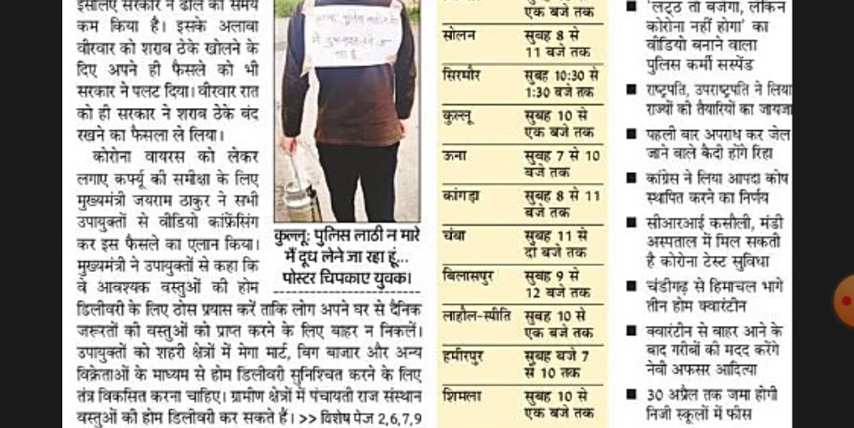 इसलिए सरकार ने ढील का समय
कम किया है। इसके अलावा
वीरवार को शराब ठेके खोलने के
दिए अपने ही फैसले को भी
सरकार ने पलट दिया। वीरवार रात
को ही सरकार ने शराब ठेके बंद
रखने का फैसला ले लिया।
कोरोना वायरस को लेकर
लगाए कर्फ्यू की समीक्षा के लिए
मुख्यमंत्री जयराम ठाकुर ने सभी
उपायुक्तों से वीडियो कांफ्रेंसिंग
कर इस फैसले का एलान किया।
मुख्यमंत्री ने उपायुक्तों से कहा कि
वे आवश्यक वस्तुओं की होम
डिलीवरी के लिए ठोस प्रयास करें ताकि लोग अपने घर से दैनिक
जरूरतों की वस्तुओं को प्राप्त करने के लिए बाहर न निकलें।
उपायुक्तों को शहरी क्षेत्रों में मेगा मार्ट, बिग बाजार और अन्य
विक्रेताओं के माध्यम से होम डिलीवरी सुनिश्चित करने के लिए
तंत्र विकसित करना चाहिए। ग्रामीण क्षेत्रों में पंचायती राज संस्थान
वस्तुओं की होम डिलीवरी कर सकते हैं। >> विशेष पेज 2,6,7,9
कुल्लू: पुलिस लाठी न मारे
मैं दूध लेने जा रहा हूं...
पोस्टर चिपकाए युवक।
एक बजे तक
सोलन सुबह 8 से
11 बजे तक
सिरमौर सुबह 10:30 से
1:30 बजे तक
कुल्लू सुबह 10 से
एक बजे तक
ऊना सुबह 7 से 10
बजे तक
कांगड़ा सुबह 8 से 11
बजे तक
चंबा सुबह 11 से
दो बजे तक
बिलासपुर सुबह 9 से
12 बजे तक
लाहौल-स्पीति सुबह 10 से
एक बजे तक
हमीरपुर सुबह बजे 7
से 10 तक
शिमला सुबह 10 से
एक बजे तक
■ 'लट्ठ तो बजेगा, लेकिन
कोरोना नहीं होगा' का
वीडियो बनाने वाला
पुलिस कर्मी सस्पेंड
■ राष्ट्रपति, उपराष्ट्रपति ने लिया
राज्यों की तैयारियों का जायजा
■ पहली बार अपराध कर जेल
जाने वाले कैदी होंगे रिहा
■ कांग्रेस ने लिया आपदा कोष
स्थापित करने का निर्णय
■ सीआरआई कसौली, मंडी
अस्पताल में मिल सकती
है कोरोना टेस्ट सुविधा
■ चंडीगढ़ से हिमाचल भागे
तीन होम क्वारंटीन
■ क्वारंटीन से बाहर आने के
बाद गरीबों की मदद करेंगे
नेवी अफसर आदित्या
■ 30 अप्रैल तक जमा होगी
निजी स्कूलों में फीस